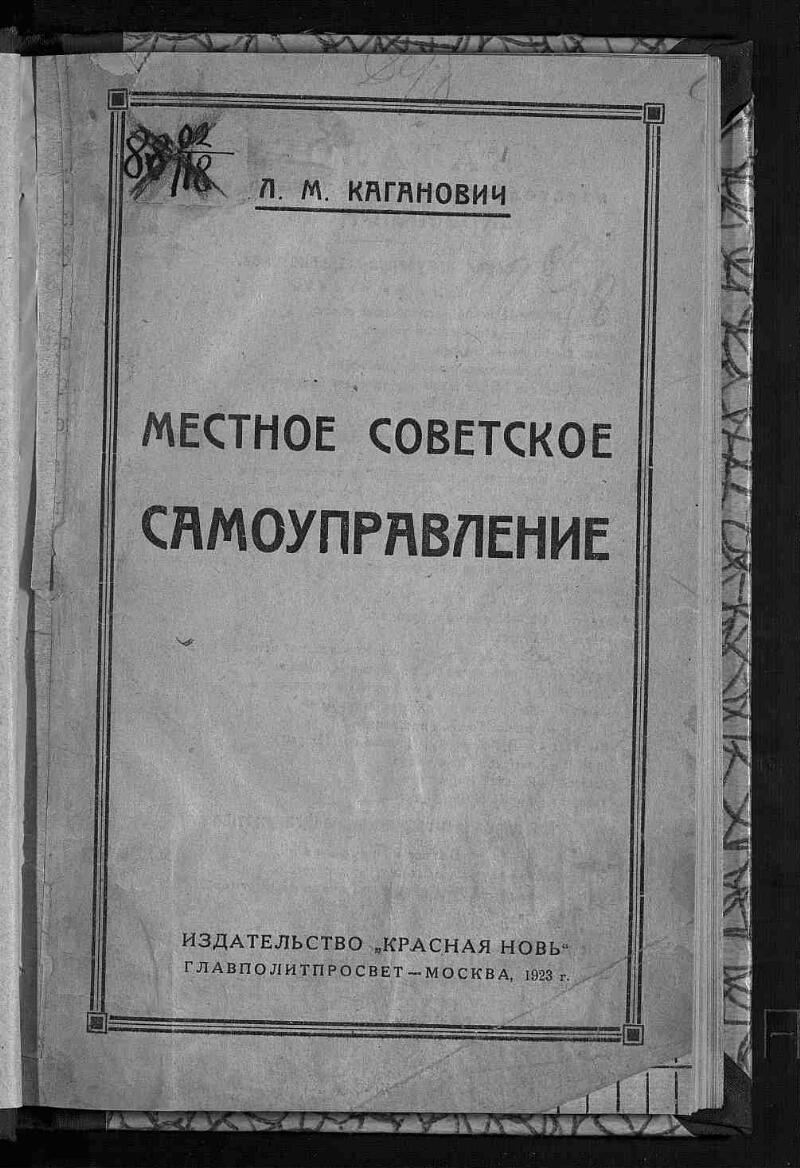 Л. М. КАГАНОВИЧ
МЕСТНОЕ СОВЕТСКОЕ
САМОУПРАВЛЕНИЕ
ИЗДАТЕЛЬСТВО „КРАСНАЯ НОВЬ“
ГЛАВПОЛИТПРОСВЕТ—МОСКВА, 1923 г.